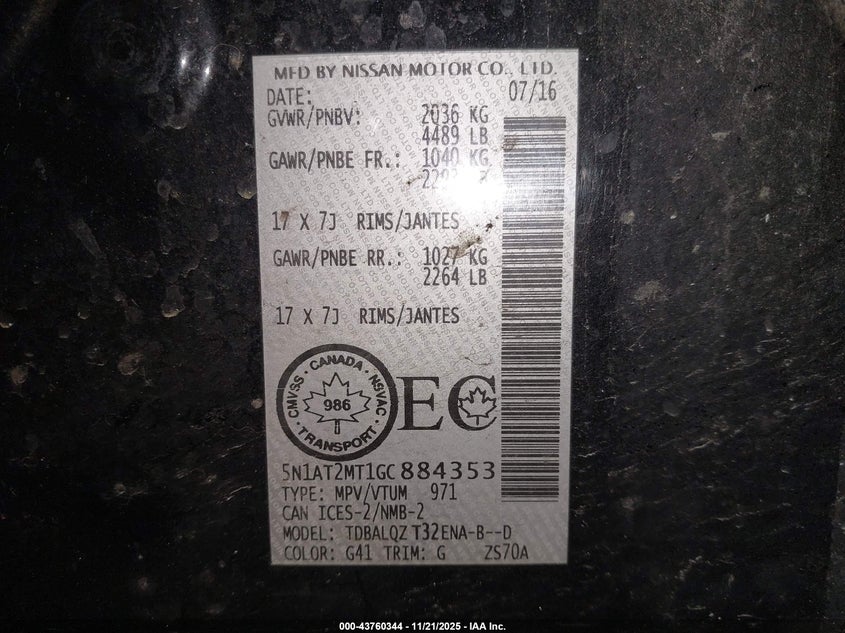 MFD BY NISSAN MOTOR CO., LTD.
DATE: 07/16
GVWR/PNBV: 2036 KG
4489 LB
GAWR/PNBE FR.: 1040 KG
17 X 7J RIMS/JANTES
GAWR/PNBE RR.: 1027 KG
2264 LB
17 X 7J RIMS/JANTES
CMVSS · CANADA · NSVAC · TRANSPORT ·
986
EC
5N1AT2MT1GC884353
TYPE: MPV/VTUM 971
CAN ICES-2/NMB-2
MODEL: TDBALQZ T32ENA-B--D
COLOR: G41 TRIM: G ZS70A
000-43760344 - 11/21/2025 - IAA Inc.